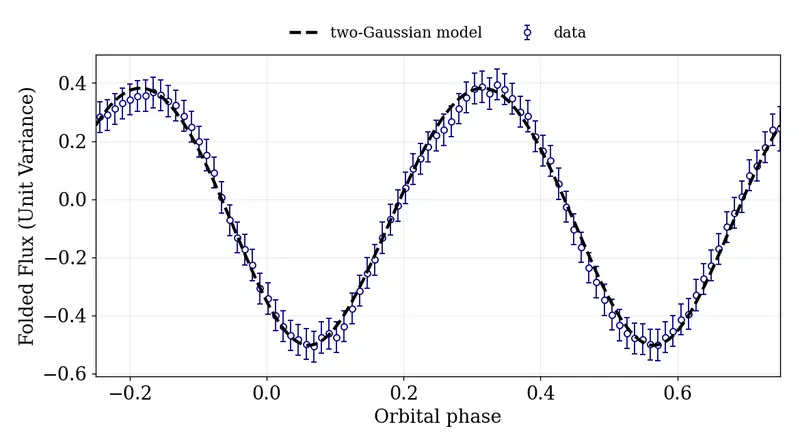 two-Gaussian model data
Folded Flux (Unit Variance)
0.4
0.2
0.0
−0.2
−0.4
−0.6
−0.2 0.0 0.2 0.4 0.6
Orbital phase